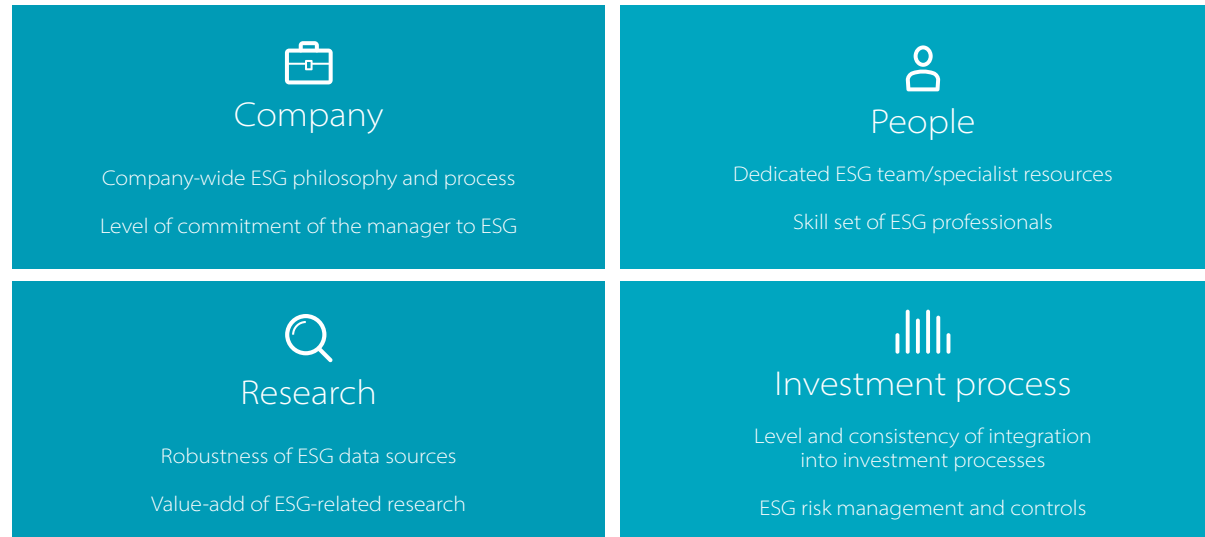 Company
Company-wide ESG philosophy and process
Level of commitment of the manager to ESG
People
Dedicated ESG team/specialist resources
Skill set of ESG professionals
Research
Robustness of ESG data sources
Value-add of ESG-related research
Investment process
Level and consistency of integration
into investment processes
ESG risk management and controls